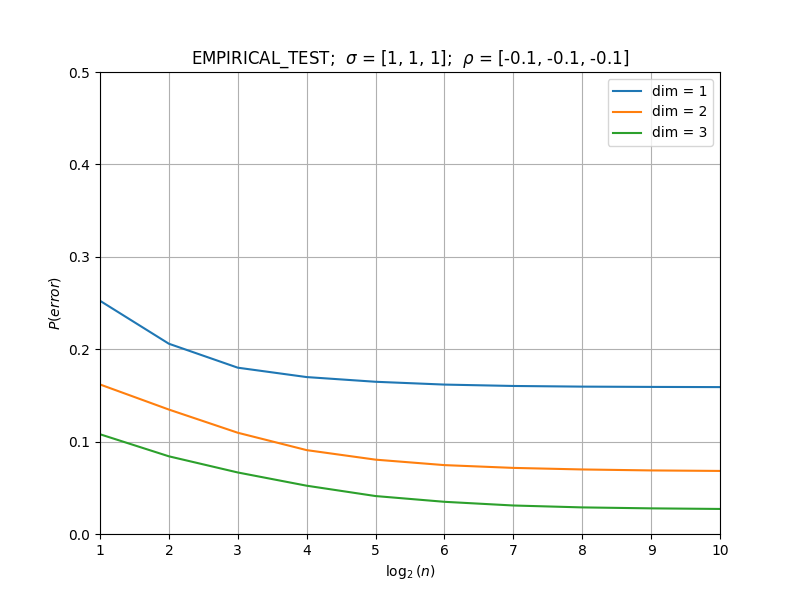 EMPIRICAL_TEST; σ = [1, 1, 1]; ρ = [-0.1, -0.1, -0.1]
dim = 1
dim = 2
dim = 3
P(error)
0.5
0.4
0.3
0.2
0.1
0.0
1 2 3 4 5 6 7 8 9 10
log₂(n)